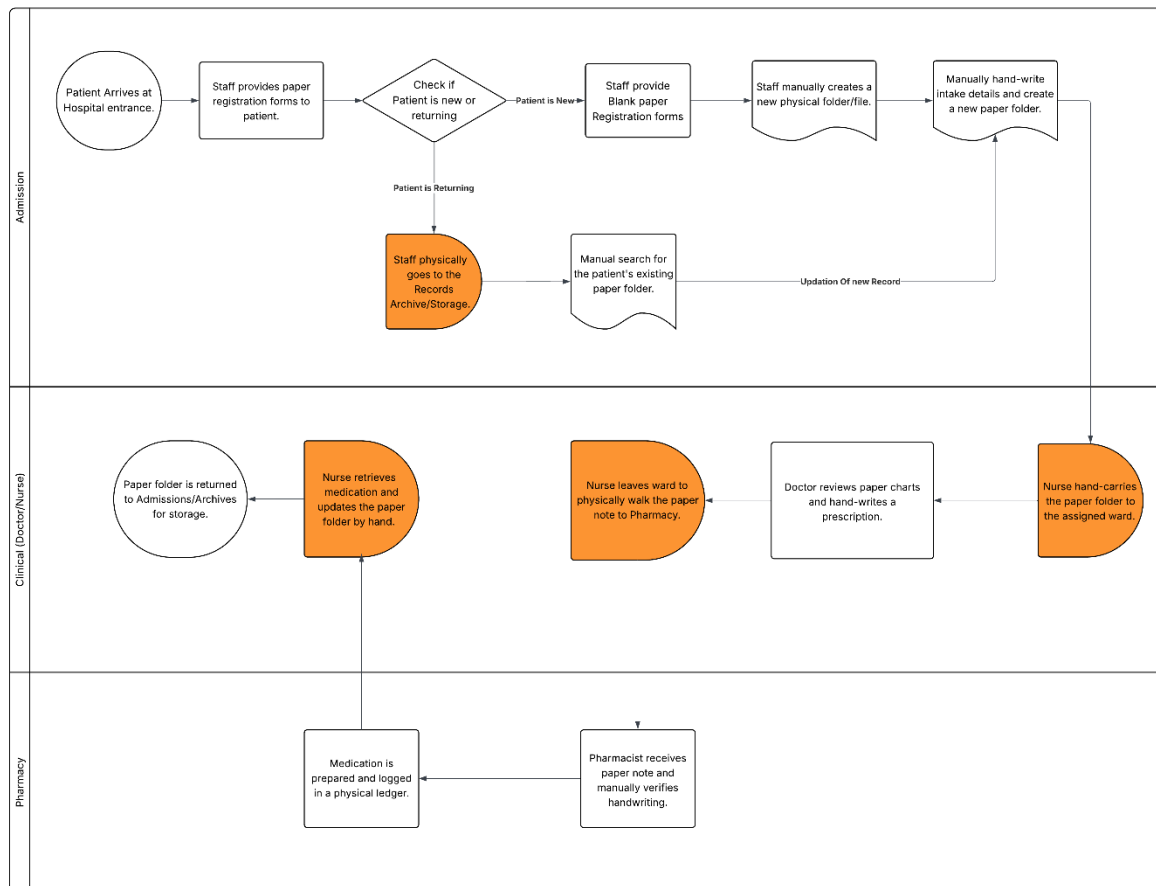 Admission
Patient Arrives at
Hospital entrance.
Staff provides paper
registration forms to
patient.
Check if
Patient is new or
returning
Patient is New
Staff provide
Blank paper
Registration forms
Staff manually creates a
new physical folder/file.
Manually hand-write
intake details and create
a new paper folder.
Patient is Returning
Staff physically
goes to the
Records
Archive/Storage.
Manual search for
the patient's existing
paper folder.
Updation Of new Record
Clinical (Doctor/Nurse)
Paper folder is returned
to Admissions/Archives
for storage.
Nurse retrieves
medication and
updates the paper
folder by hand.
Nurse leaves ward to
physically walk the paper
note to Pharmacy.
Doctor reviews paper charts
and hand-writes a
prescription.
Nurse hand-carries
the paper folder to
the assigned ward.
Pharmacy
Medication is
prepared and logged
in a physical ledger.
Pharmacist receives
paper note and
manually verifies
handwriting.